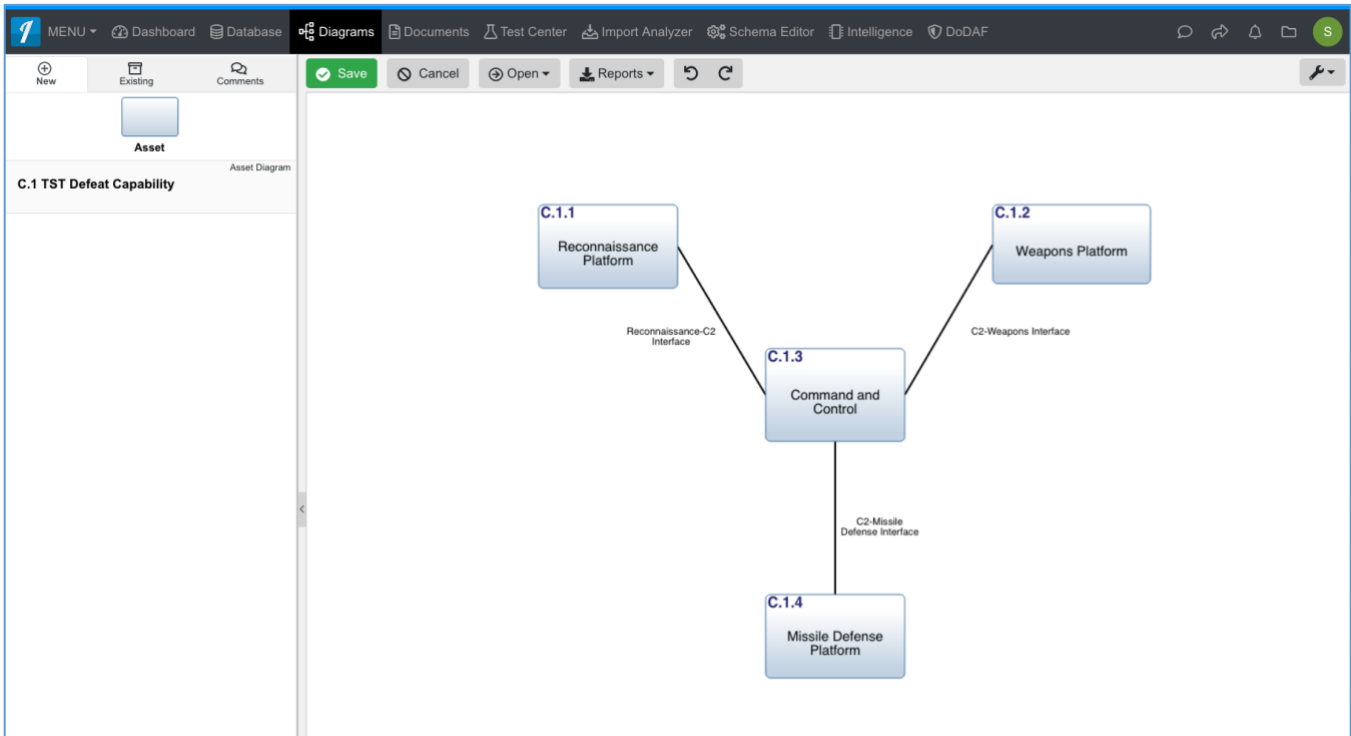 MENU
Dashboard
Database
Diagrams
Documents
Test Center
Import Analyzer
Schema Editor
Intelligence
DoDAF
S
New
Existing
Comments
Save
Cancel
Open
Reports
Asset
Asset Diagram
C.1 TST Defeat Capability
C.1.1
Reconnaissance
Platform
C.1.2
Weapons Platform
Reconnaissance-C2
Interface
C2-Weapons Interface
C.1.3
Command and
Control
C2-Missile
Defense Interface
C.1.4
Missile Defense
Platform